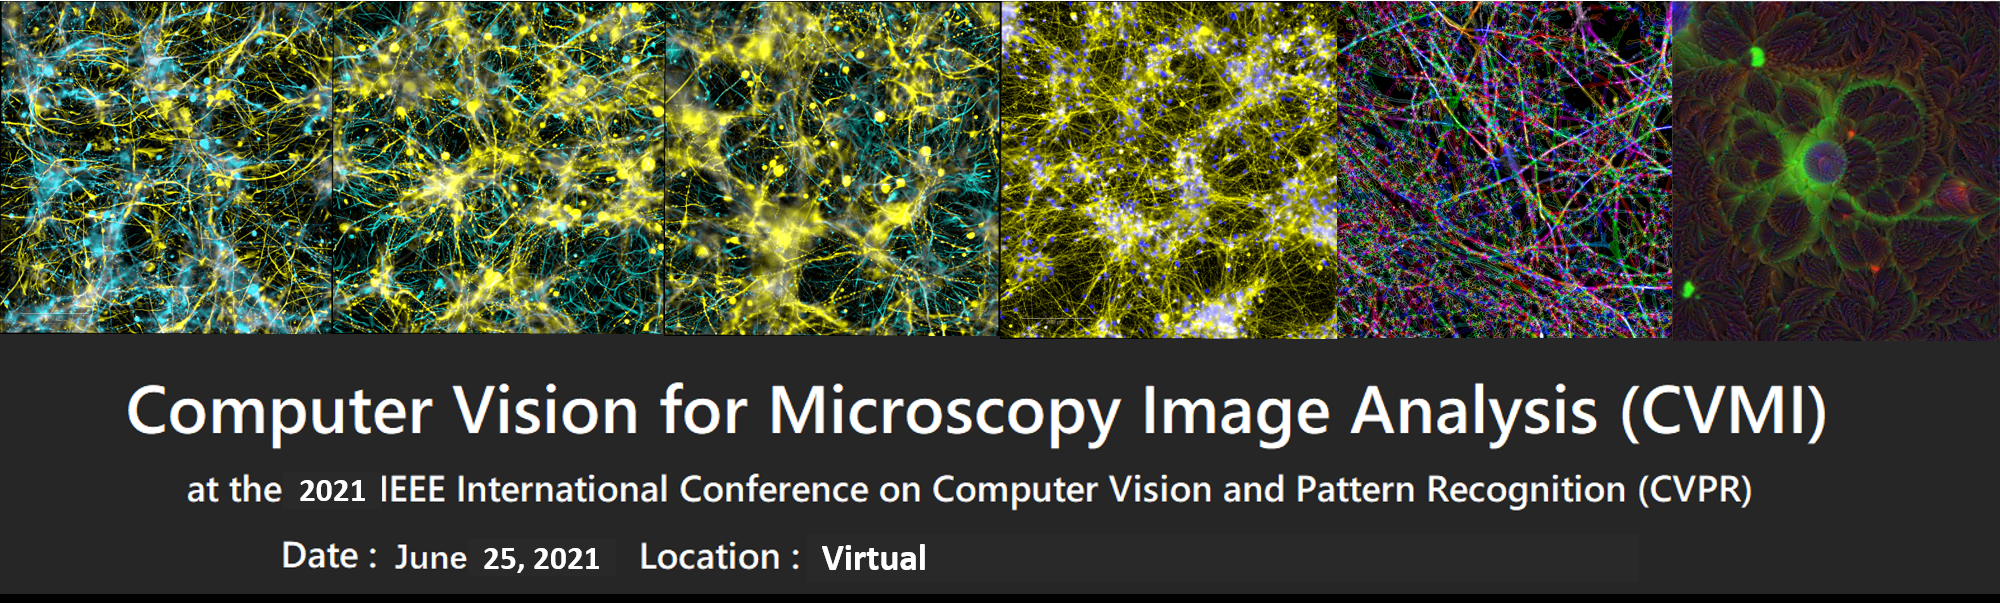 Computer Vision for Microscopy Image Analysis (CVMI)
at the 2021 IEEE International Conference on Computer Vision and Pattern Recognition (CVPR)
Date : June 25, 2021 Location : Virtual